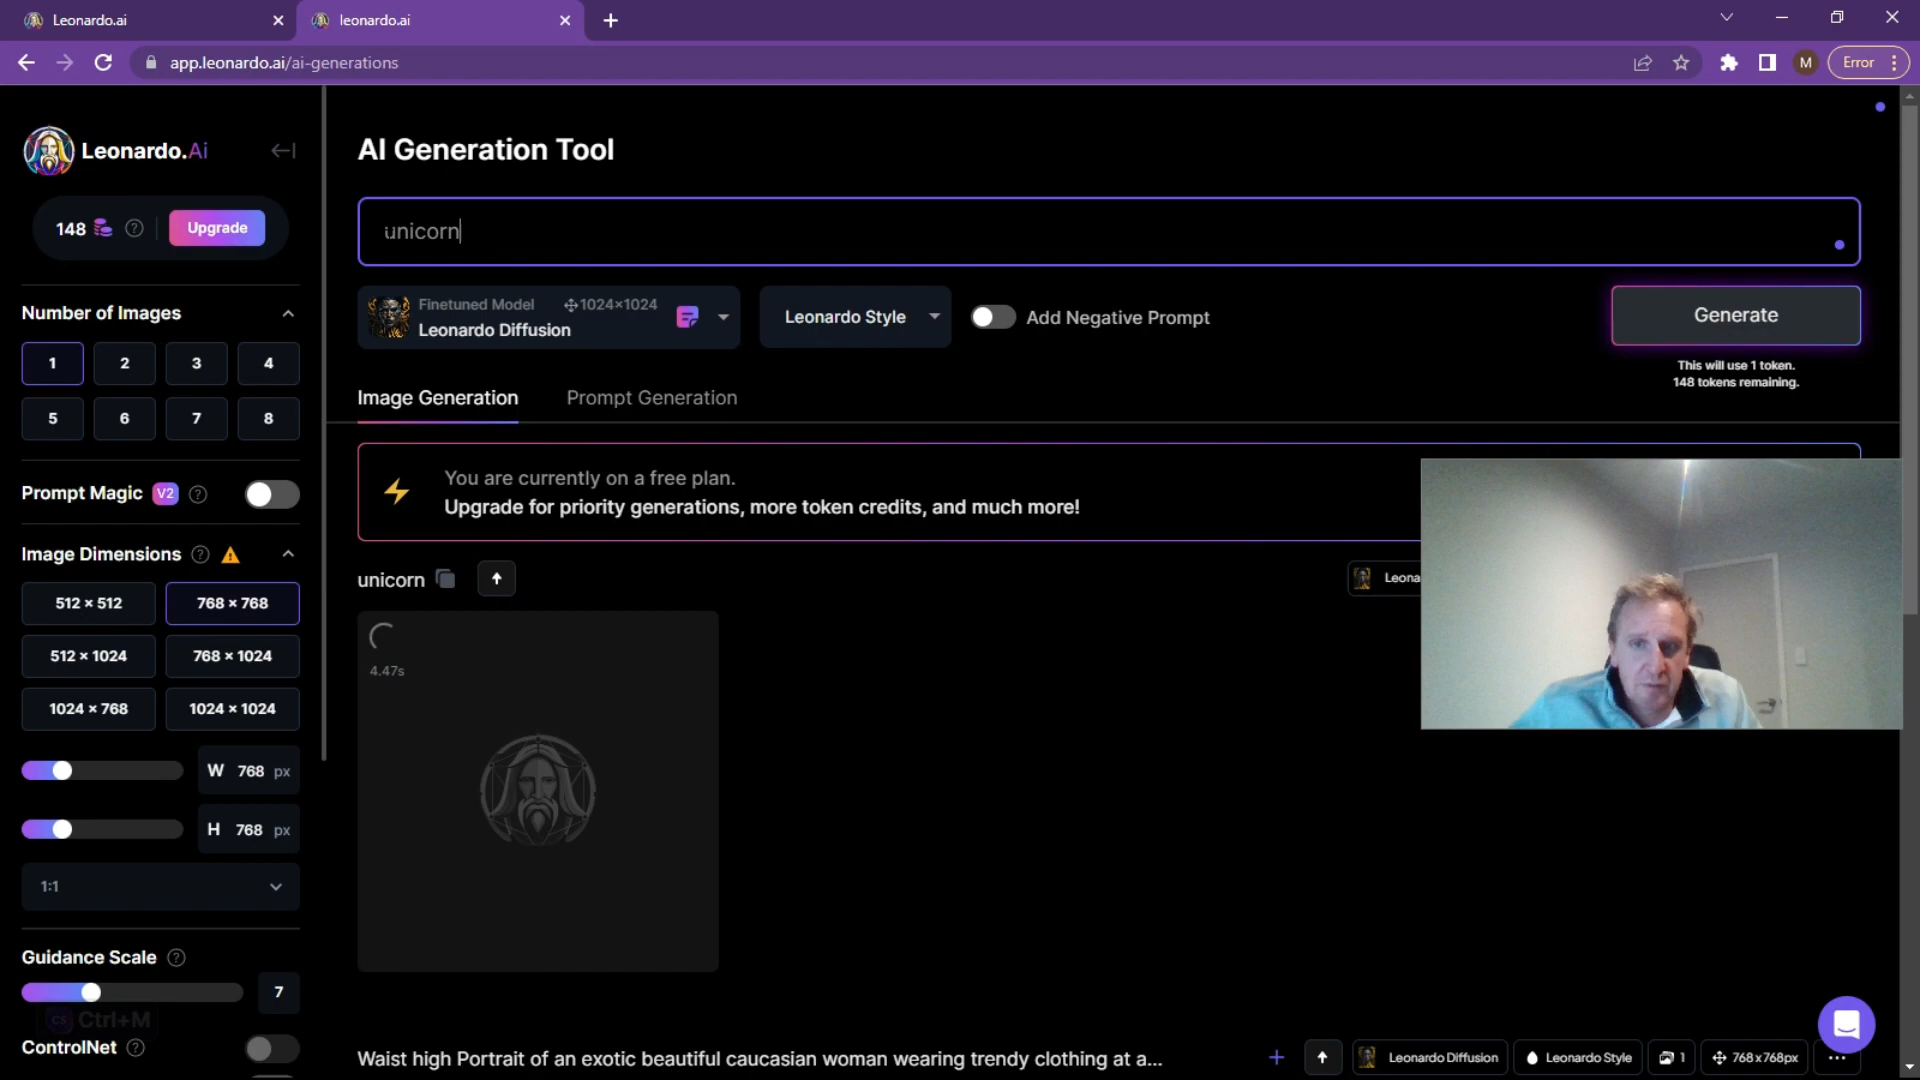 Leonardo.ai
leonardo.ai
app.leonardo.ai/ai-generations
M
Error
Leonardo.Ai
148
Upgrade
Number of Images
1 2 3 4
5 6 7 8
Prompt Magic V2
Image Dimensions
512 × 512 768 × 768
512 × 1024 768 × 1024
1024 × 768 1024 × 1024
W 768 px
H 768 px
1:1
Guidance Scale
7
Ctrl+M
ControlNet
AI Generation Tool
unicorn
Finetuned Model 1024×1024
Leonardo Diffusion
Leonardo Style
Add Negative Prompt
Generate
This will use 1 token.
148 tokens remaining.
Image Generation
Prompt Generation
You are currently on a free plan.
Upgrade for priority generations, more token credits, and much more!
unicorn
Leona
4.47s
Waist high Portrait of an exotic beautiful caucasian woman wearing trendy clothing at a...
Leonardo Diffusion
Leonardo Style
1
768x768px